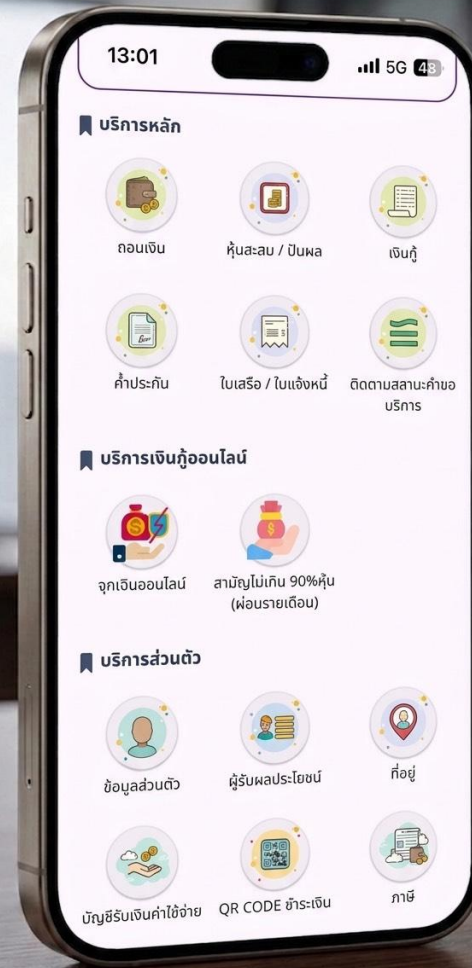 13:01 5G 48
บริการหลัก
ถอนเงิน หุ้นสะสม / ปันผล เงินกู้
ค้ำประกัน ใบเสร็จ / ใบแจ้งหนี้ ติดตามสถานะคำขอ
บริการ
บริการเงินกู้ออนไลน์
จุกเฉินออนไลน์ สามัญไม่เกิน 90%หุ้น
(ผ่อนรายเดือน)
บริการส่วนตัว
ข้อมูลส่วนตัว ผู้รับผลประโยชน์ ที่อยู่
บัญชีรับเงินค่าใช้จ่าย QR CODE ชำระเงิน ภาษี